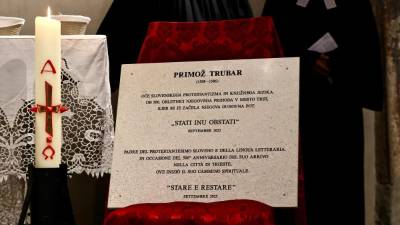 Α
Ω
PRIMOŽ TRUBAR
(1508 – 1586)
OČE SLOVENSKEGA PROTESTANTIZMA IN KNJIŽNEGA JEZIKA.
OB 500. OBLETNICI NJEGOVEGA PRIHODA V MESTO TRST,
KJER SE JE ZAČELA NJEGOVA DUHOVNA POT.
"STATI INU OBSTATI"
SEPTEMBER
PADRE DEL PROTESTANTESIMO SLOVENO E DELLA LINGUA LETTERARIA.
IN OCCASIONE DEL 500° ANNIVERSARIO DEL SUO ARRIVO
NELLA CITTÀ DI TRIESTE,
OVE INIZIÒ IL SUO CAMMINO SPIRITUALE.
"STARE E RESTARE"
SETTEMBRE